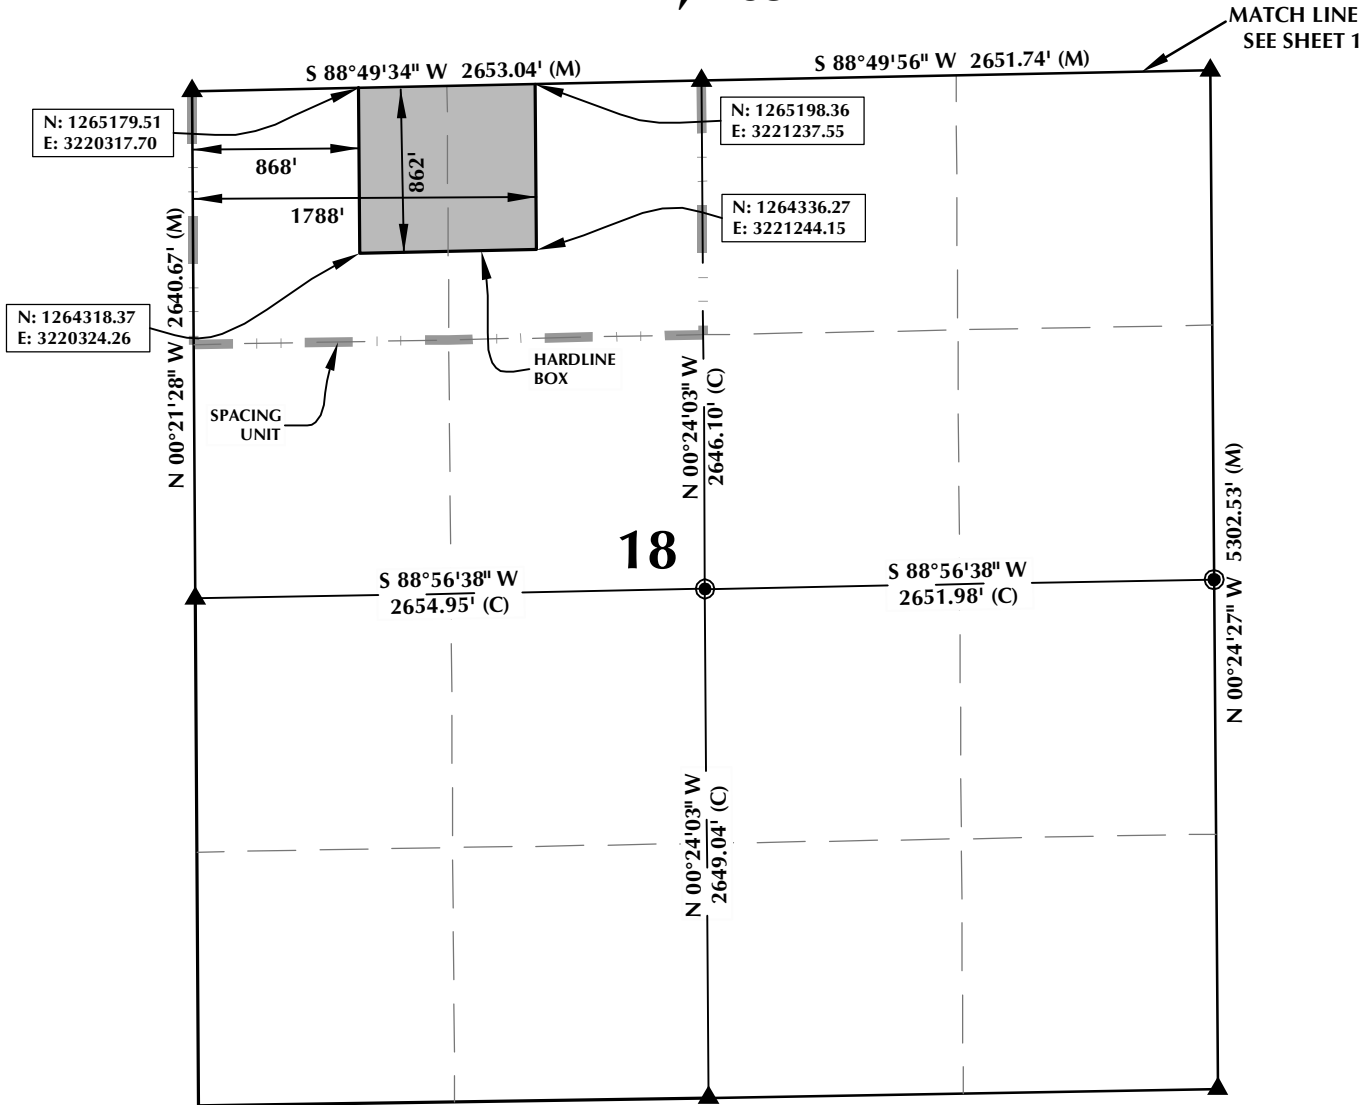 MATCH LINE
SEE SHEET 1
S 88°49'34" W 2653.04' (M)
S 88°49'56" W 2651.74' (M)
N: 1265179.51
E: 3220317.70
N: 1265198.36
E: 3221237.55
868'
862'
1788'
N: 1264336.27
E: 3221244.15
N 00°21'28" W 2640.67' (M)
N: 1264318.37
E: 3220324.26
HARDLINE
BOX
SPACING
UNIT
N 00°24'03" W
2646.10' (C)
18
N 00°24'27" W 5302.53' (M)
S 88°56'38" W
2654.95' (C)
S 88°56'38" W
2651.98' (C)
N 00°24'03" W
2649.04' (C)